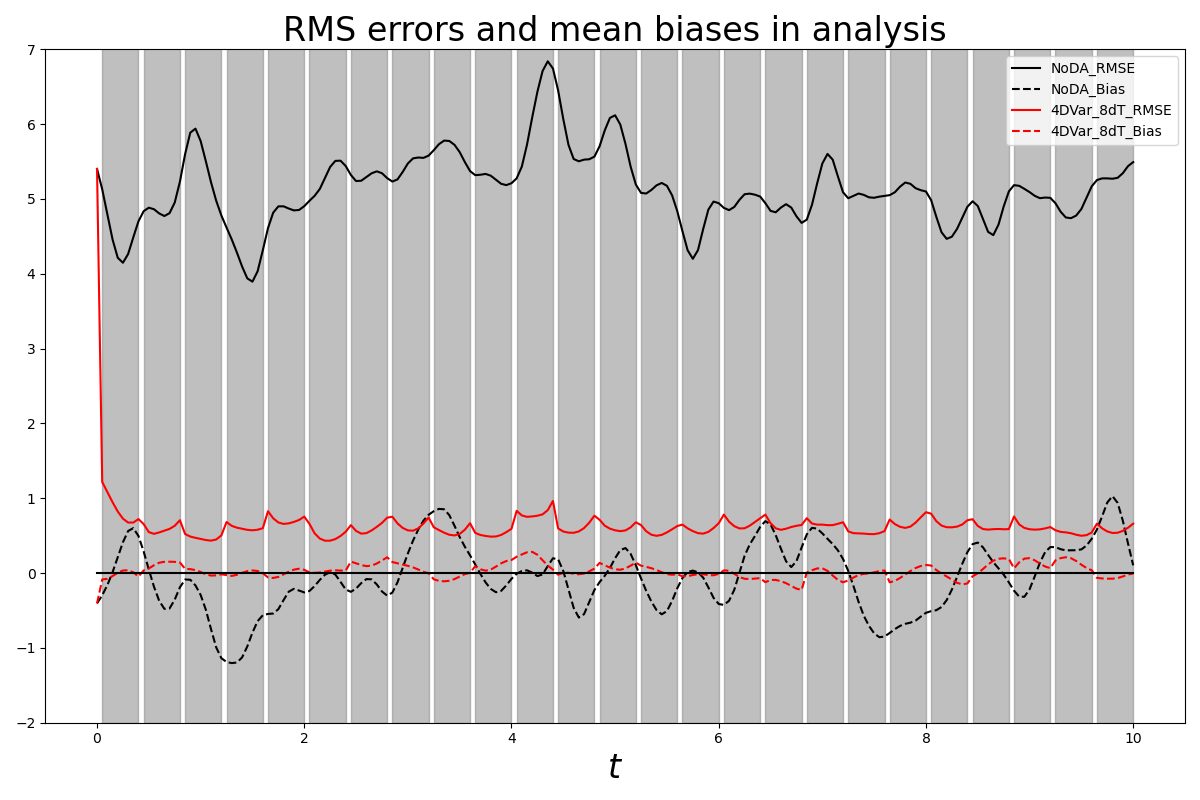 RMS errors and mean biases in analysis
7
6
5
4
3
2
1
0
−1
−2
NoDA_RMSE
NoDA_Bias
4DVar_8dT_RMSE
4DVar_8dT_Bias
0 2 4 6 8 10
t